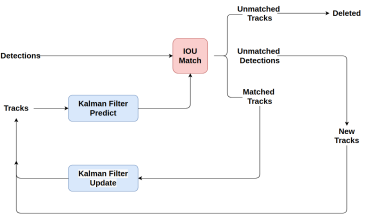 Unmatched
Tracks
Deleted
Detections
IOU
Match
Unmatched
Detections
Matched
Tracks
Tracks
Kalman Filter
Predict
New
Tracks
Kalman Filter
Update